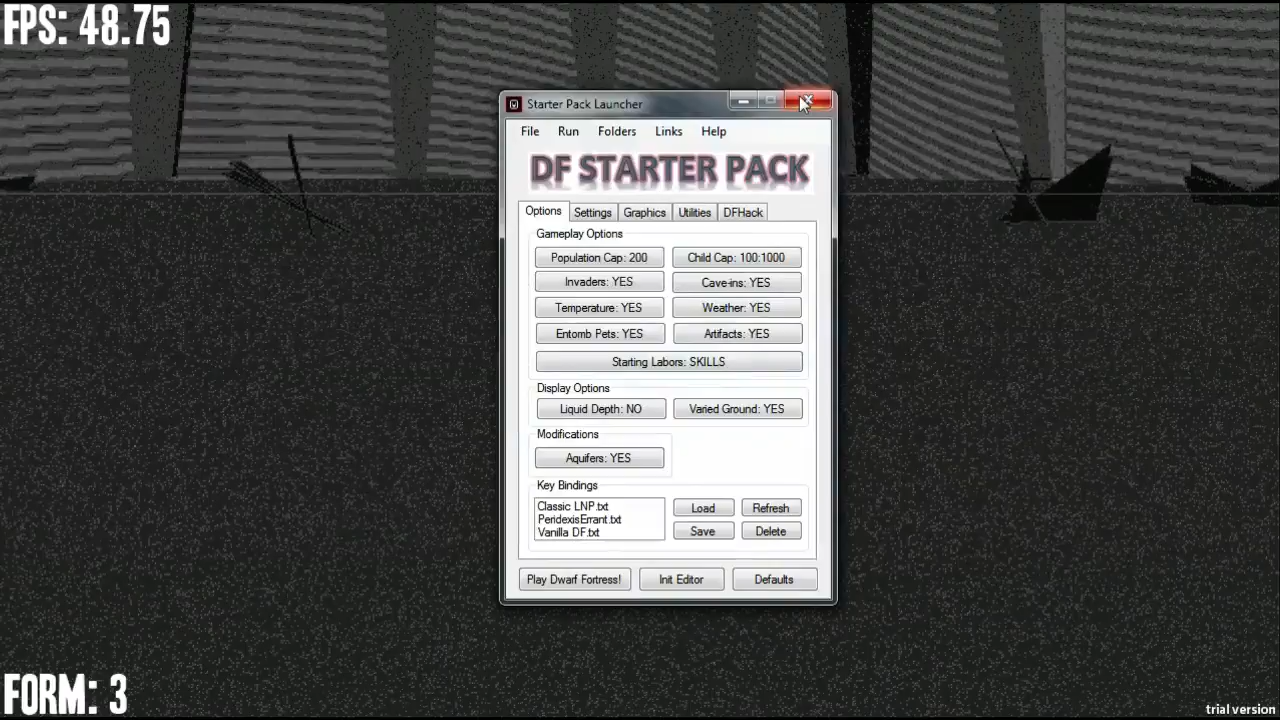 FPS: 48.75
Starter Pack Launcher
File Run Folders Links Help
DF STARTER PACK
Options Settings Graphics Utilities DFHack
Gameplay Options
Population Cap: 200 Child Cap: 100:1000
Invaders: YES Cave-ins: YES
Temperature: YES Weather: YES
Entomb Pets: YES Artifacts: YES
Starting Labors: SKILLS
Display Options
Liquid Depth: NO Varied Ground: YES
Modifications
Aquifers: YES
Key Bindings
Classic LNP.txt Load Refresh
PeridexisErrant.txt
Vanilla DF.txt Save Delete
Play Dwarf Fortress! Init Editor Defaults
FORM: 3
trial version